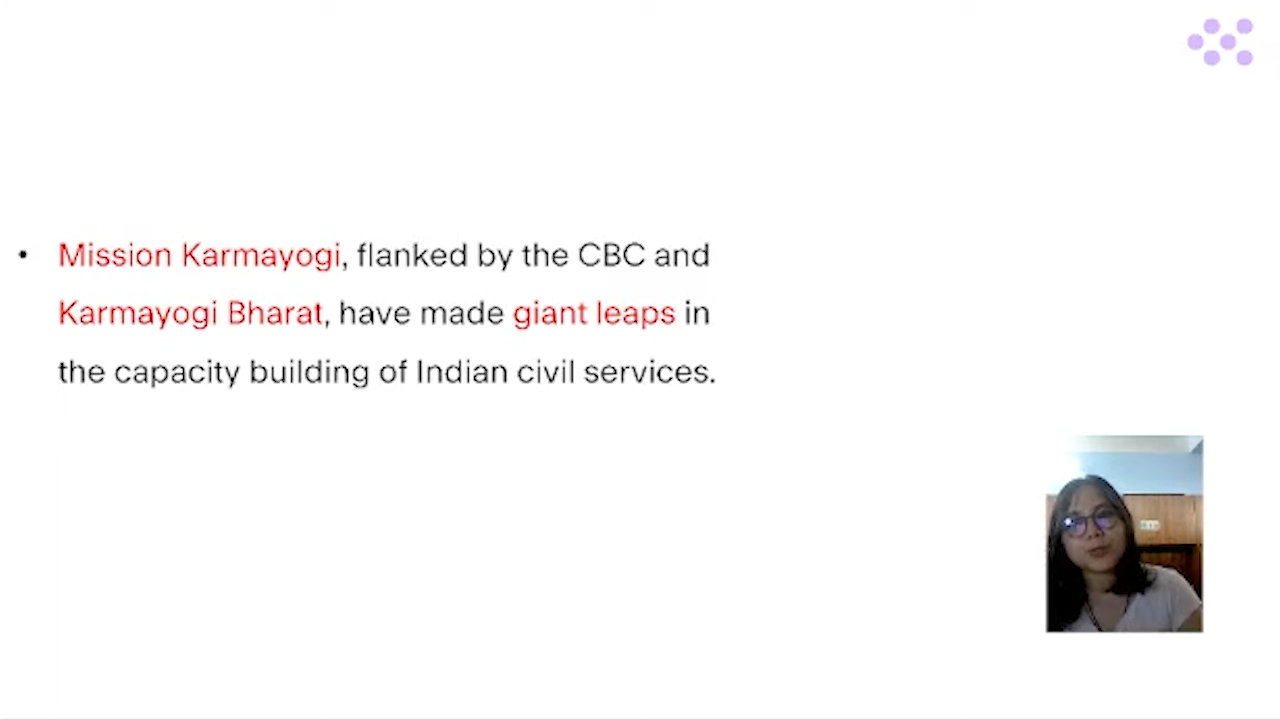 • Mission Karmayogi, flanked by the CBC and
Karmayogi Bharat, have made giant leaps in
the capacity building of Indian civil services.